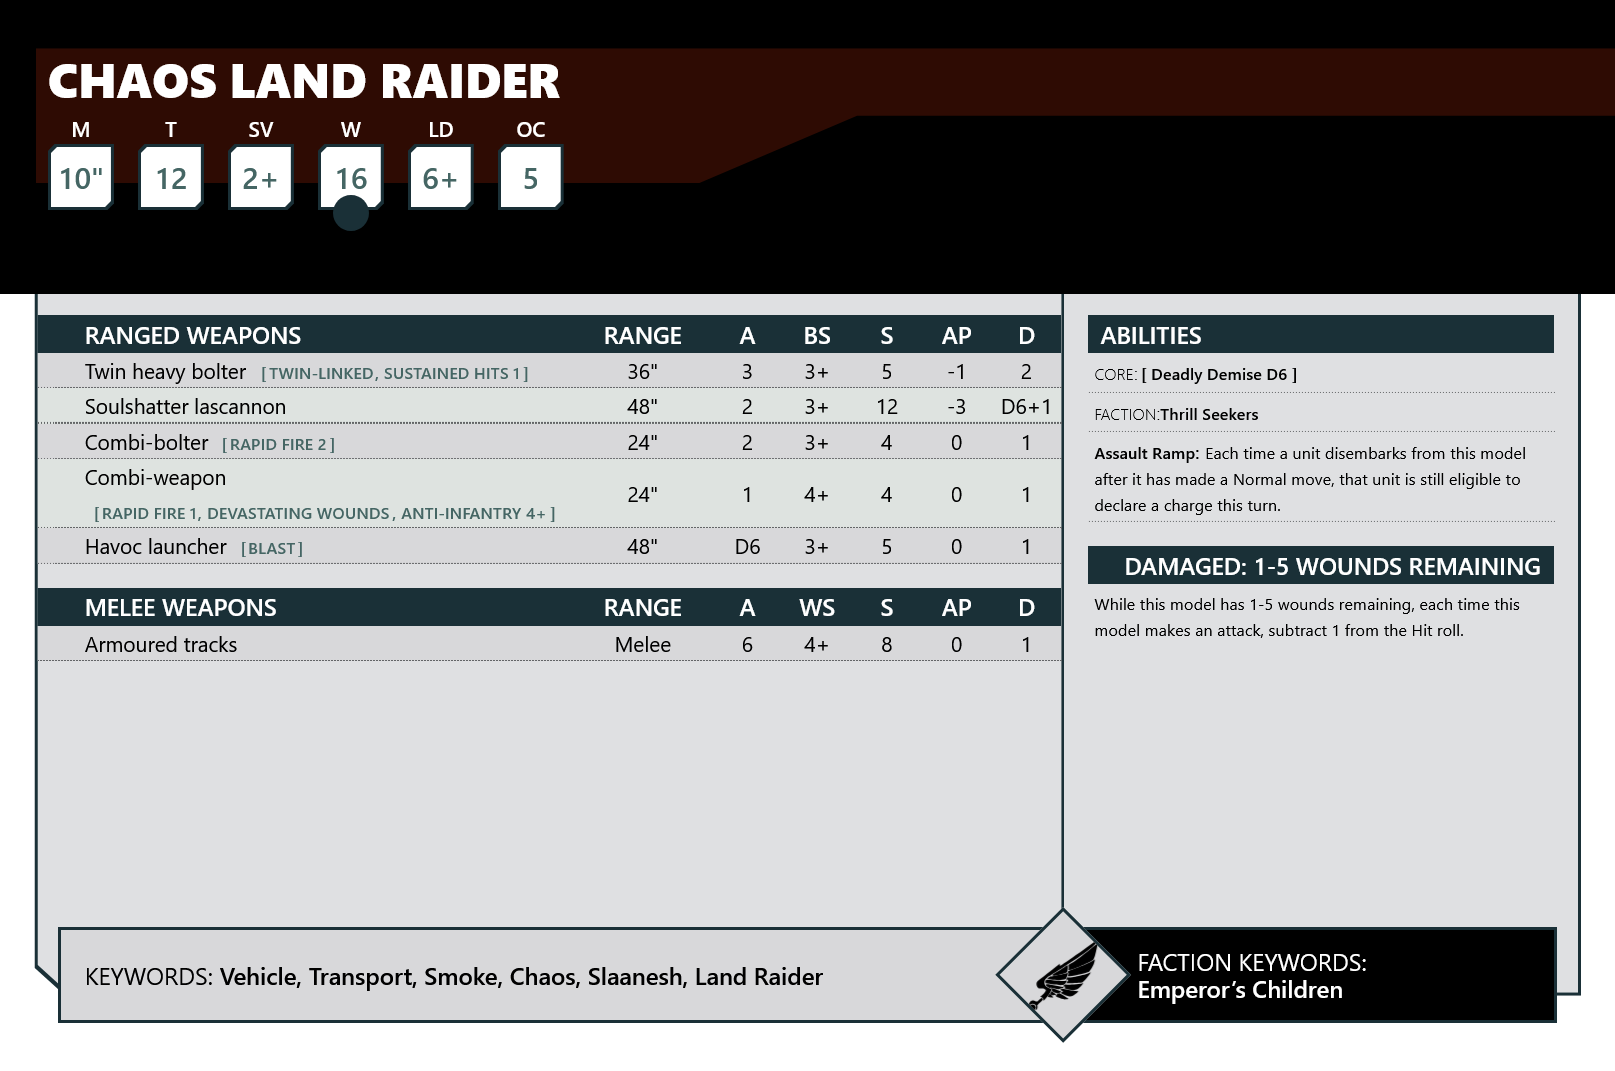 CHAOS LAND RAIDER
M T SV W LD OC
10" 12 2+ 16 6+ 5
RANGED WEAPONS RANGE A BS S AP D
Twin heavy bolter [TWIN-LINKED, SUSTAINED HITS 1] 36" 3 3+ 5 -1 2
Soulshatter lascannon 48" 2 3+ 12 -3 D6+1
Combi-bolter [RAPID FIRE 2] 24" 2 3+ 4 0 1
Combi-weapon
[RAPID FIRE 1, DEVASTATING WOUNDS, ANTI-INFANTRY 4+] 24" 1 4+ 4 0 1
Havoc launcher [BLAST] 48" D6 3+ 5 0 1
MELEE WEAPONS RANGE A WS S AP D
Armoured tracks Melee 6 4+ 8 0 1
ABILITIES
CORE: [ Deadly Demise D6 ]
FACTION:Thrill Seekers
Assault Ramp: Each time a unit disembarks from this model
after it has made a Normal move, that unit is still eligible to
declare a charge this turn.
DAMAGED: 1-5 WOUNDS REMAINING
While this model has 1-5 wounds remaining, each time this
model makes an attack, subtract 1 from the Hit roll.
KEYWORDS: Vehicle, Transport, Smoke, Chaos, Slaanesh, Land Raider
FACTION KEYWORDS:
Emperor’s Children